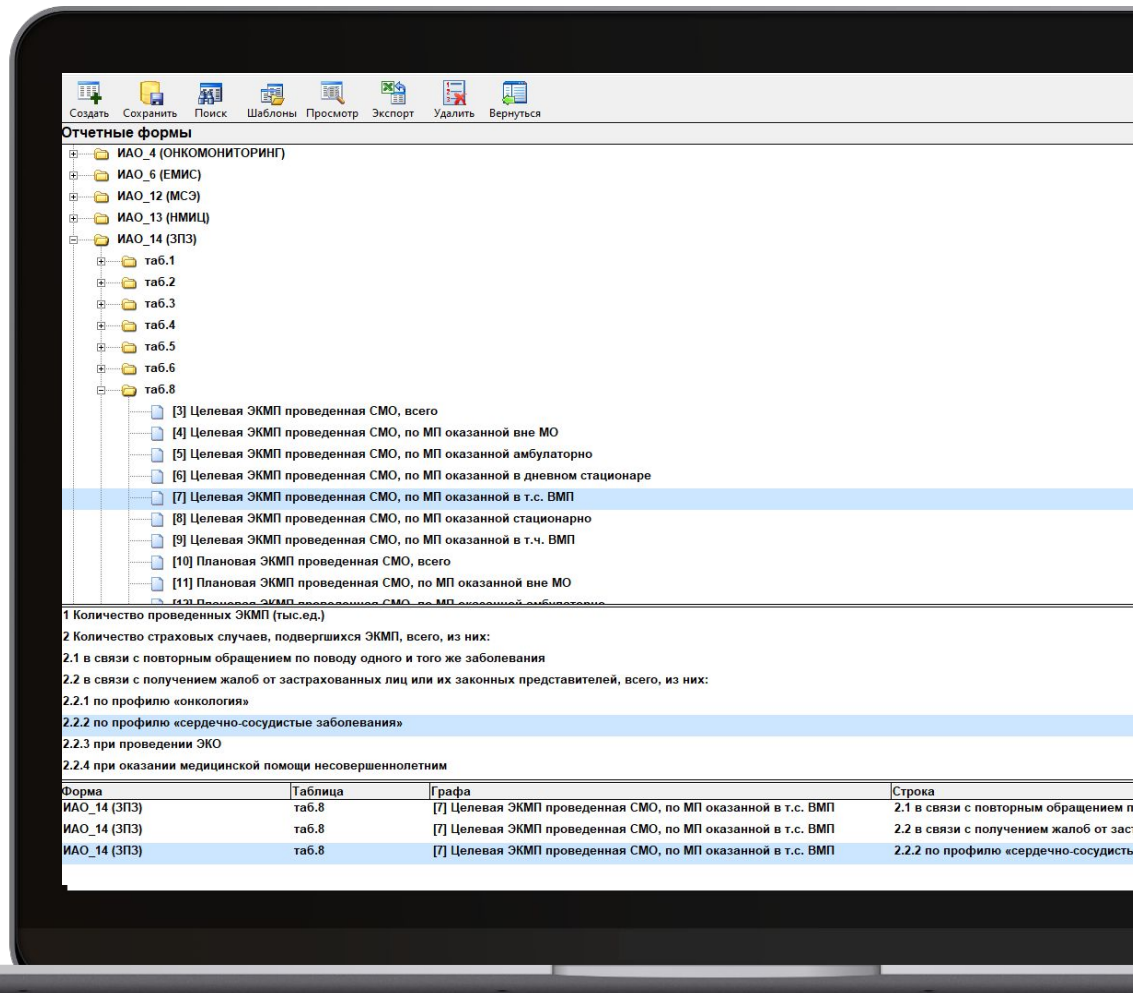 Создать Сохранить Поиск Шаблоны Просмотр Экспорт Удалить Вернуться
Отчетные формы
ИАО_4 (ОНКОМОНИТОРИНГ)
ИАО_6 (ЕМИС)
ИАО_12 (МСЭ)
ИАО_13 (НМИЦ)
ИАО_14 (ЗПЗ)
таб.1
таб.2
таб.3
таб.4
таб.5
таб.6
таб.8
[3] Целевая ЭКМП проведенная СМО, всего
[4] Целевая ЭКМП проведенная СМО, по МП оказанной вне МО
[5] Целевая ЭКМП проведенная СМО, по МП оказанной амбулаторно
[6] Целевая ЭКМП проведенная СМО, по МП оказанной в дневном стационаре
[7] Целевая ЭКМП проведенная СМО, по МП оказанной в т.с. ВМП
[8] Целевая ЭКМП проведенная СМО, по МП оказанной стационарно
[9] Целевая ЭКМП проведенная СМО, по МП оказанной в т.ч. ВМП
[10] Плановая ЭКМП проведенная СМО, всего
[11] Плановая ЭКМП проведенная СМО, по МП оказанной вне МО
[12] Плановая ЭКМП проведенная СМО, по МП оказанной амбулаторно
1 Количество проведенных ЭКМП (тыс.ед.)
2 Количество страховых случаев, подвергшихся ЭКМП, всего, из них:
2.1 в связи с повторным обращением по поводу одного и того же заболевания
2.2 в связи с получением жалоб от застрахованных лиц или их законных представителей, всего, из них:
2.2.1 по профилю «онкология»
2.2.2 по профилю «сердечно-сосудистые заболевания»
2.2.3 при проведении ЭКО
2.2.4 при оказании медицинской помощи несовершеннолетним
Форма Таблица Графа Строка
ИАО_14 (ЗПЗ) таб.8 [7] Целевая ЭКМП проведенная СМО, по МП оказанной в т.с. ВМП 2.1 в связи с повторным обращением п
ИАО_14 (ЗПЗ) таб.8 [7] Целевая ЭКМП проведенная СМО, по МП оказанной в т.с. ВМП 2.2 в связи с получением жалоб от заст
ИАО_14 (ЗПЗ) таб.8 [7] Целевая ЭКМП проведенная СМО, по МП оказанной в т.с. ВМП 2.2.2 по профилю «сердечно-сосудисть